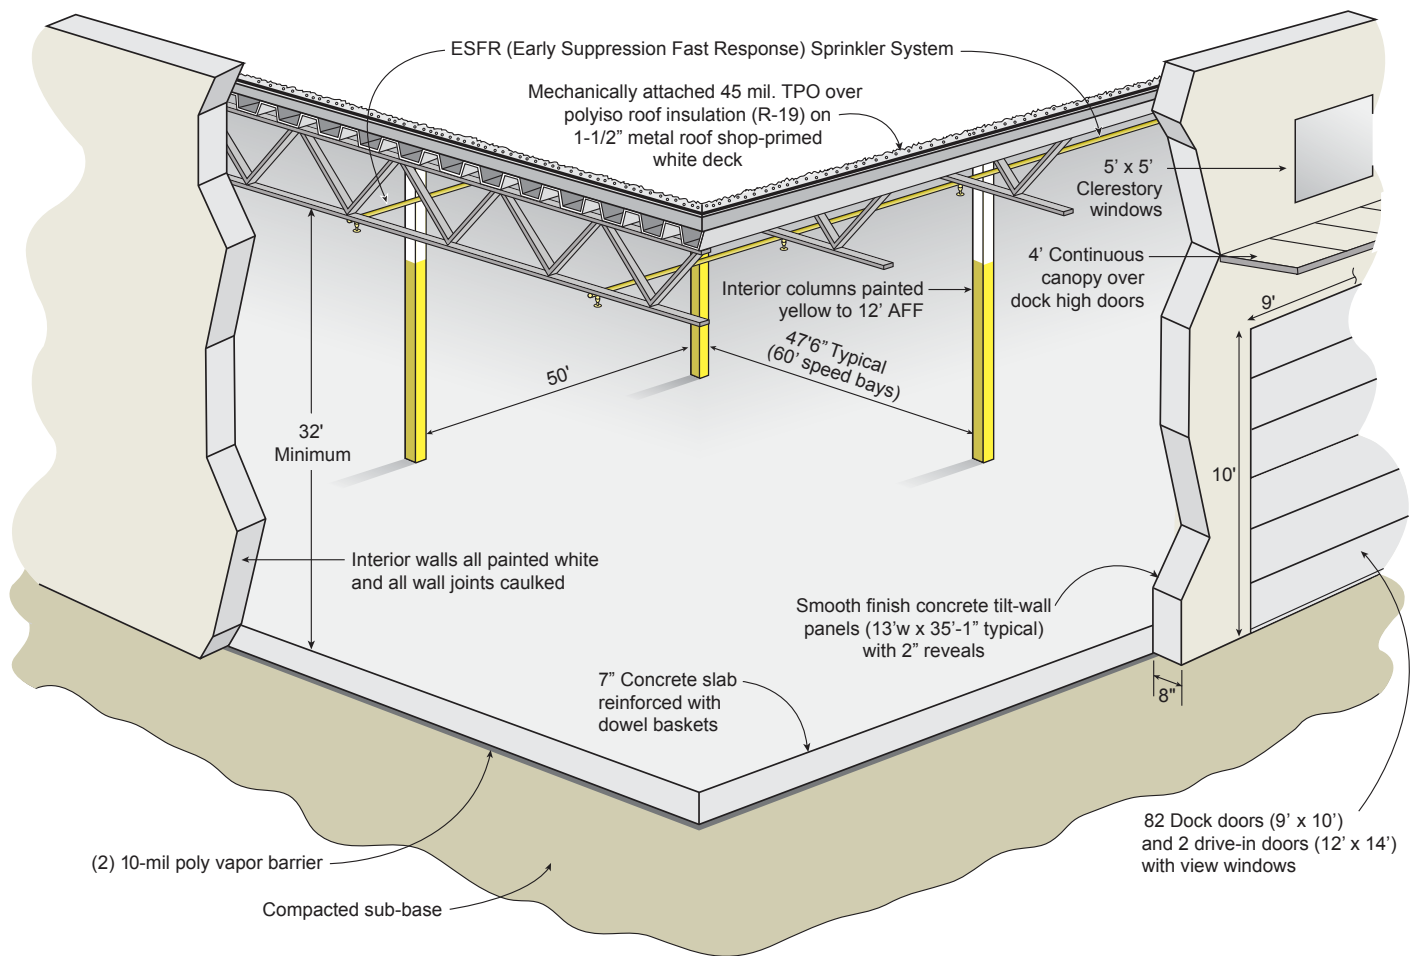 ESFR (Early Suppression Fast Response) Sprinkler System
Mechanically attached 45 mil. TPO over
polyiso roof insulation (R-19) on
1-1/2” metal roof shop-primed
white deck
5’ x 5’
Clerestory
windows
4’ Continuous
canopy over
dock high doors
9'
Interior columns painted
yellow to 12’ AFF
47'6” Typical
(60’ speed bays)
50'
32'
Minimum
10'
Interior walls all painted white
and all wall joints caulked
Smooth finish concrete tilt-wall
panels (13’w x 35’-1” typical)
with 2” reveals
8"
7” Concrete slab
reinforced with
dowel baskets
82 Dock doors (9’ x 10’)
and 2 drive-in doors (12’ x 14’)
with view windows
(2) 10-mil poly vapor barrier
Compacted sub-base